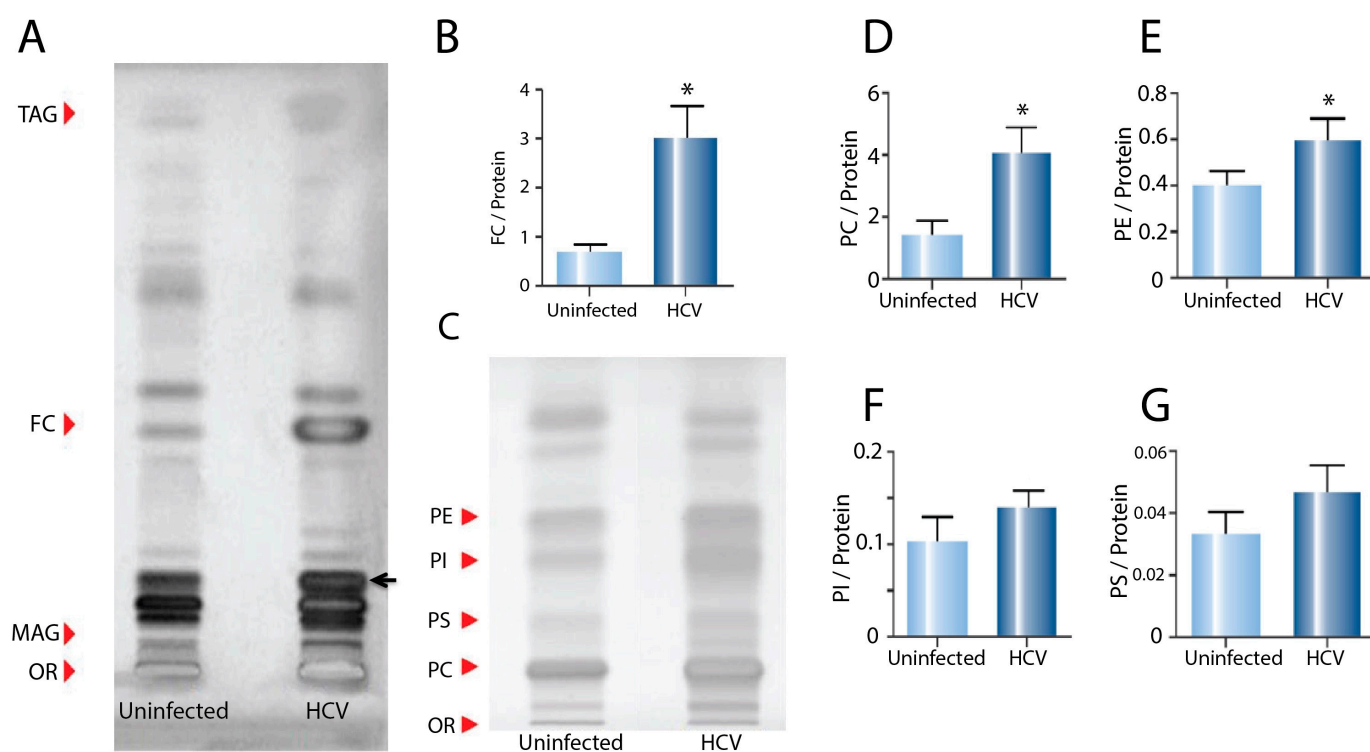 A
TAG
FC
MAG
OR
Uninfected HCV
B
4
3
2
1
0
FC / Protein
*
Uninfected HCV
C
PE
PI
PS
PC
OR
Uninfected HCV
D
6
4
2
0
PC / Protein
*
Uninfected HCV
E
0.8
0.6
0.4
0.2
0
PE / Protein
*
Uninfected HCV
F
0.2
0.1
0
PI / Protein
Uninfected HCV
G
0.06
0.04
0.02
0
PS / Protein
Uninfected HCV